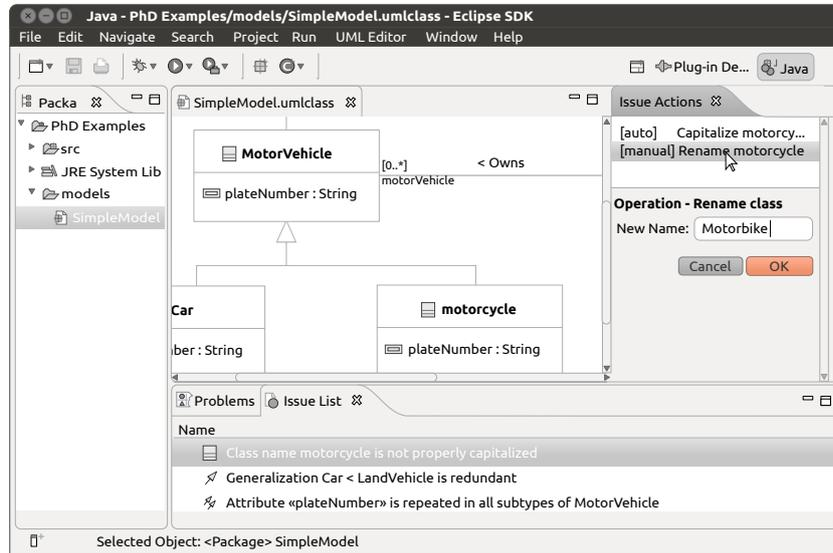 Java - PhD Examples/models/SimpleModel.umlclass - Eclipse SDK
File Edit Navigate Search Project Run UML Editor Window Help
Plug-in De... Java
Packa
PhD Examples
src
JRE System Lib
models
SimpleModel
SimpleModel.umlclass
MotorVehicle
plateNumber : String
[0..*]
motorVehicle
< Owns
Car
ber : String
motorcycle
plateNumber : String
Issue Actions
[auto] Capitalize motorcy...
[manual] Rename motorcycle
Operation - Rename class
New Name: Motorbike
Cancel OK
Problems Issue List
Name
Class name motorcycle is not properly capitalized
Generalization Car < LandVehicle is redundant
Attribute «plateNumber» is repeated in all subtypes of MotorVehicle
Selected Object: <Package> SimpleModel